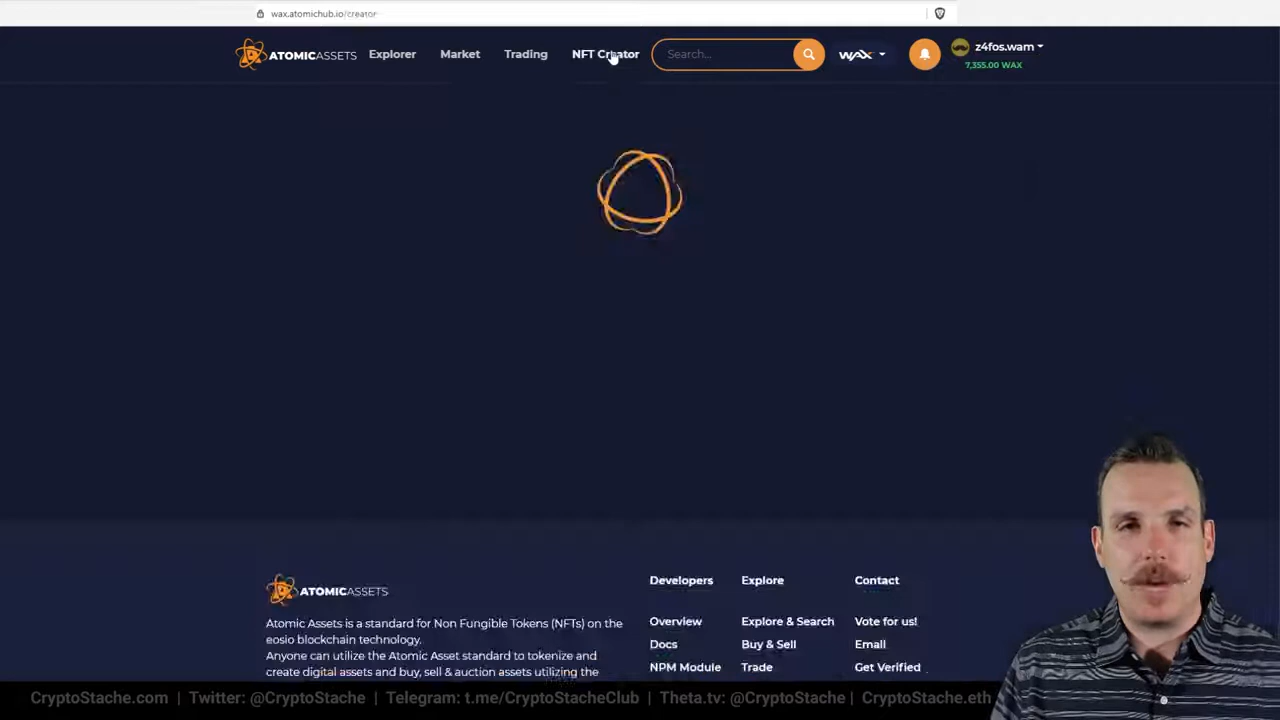 wax.atomichub.io/creator
ATOMICASSETS Explorer Market Trading NFT Creator Search... WAX z4fos.wam
7,355.00 WAX
ATOMICASSETS
Atomic Assets is a standard for Non Fungible Tokens (NFTs) on the
eosio blockchain technology.
Anyone can utilize the Atomic Asset standard to tokenize and
create digital assets and buy, sell & auction assets utilizing the
Developers
Overview
Docs
NPM Module
Explore
Explore & Search
Buy & Sell
Trade
Contact
Vote for us!
Email
Get Verified
CryptoStache.com | Twitter: @CryptoStache | Telegram: t.me/CryptoStacheClub | Theta.tv: @CryptoStache | CryptoStache.eth